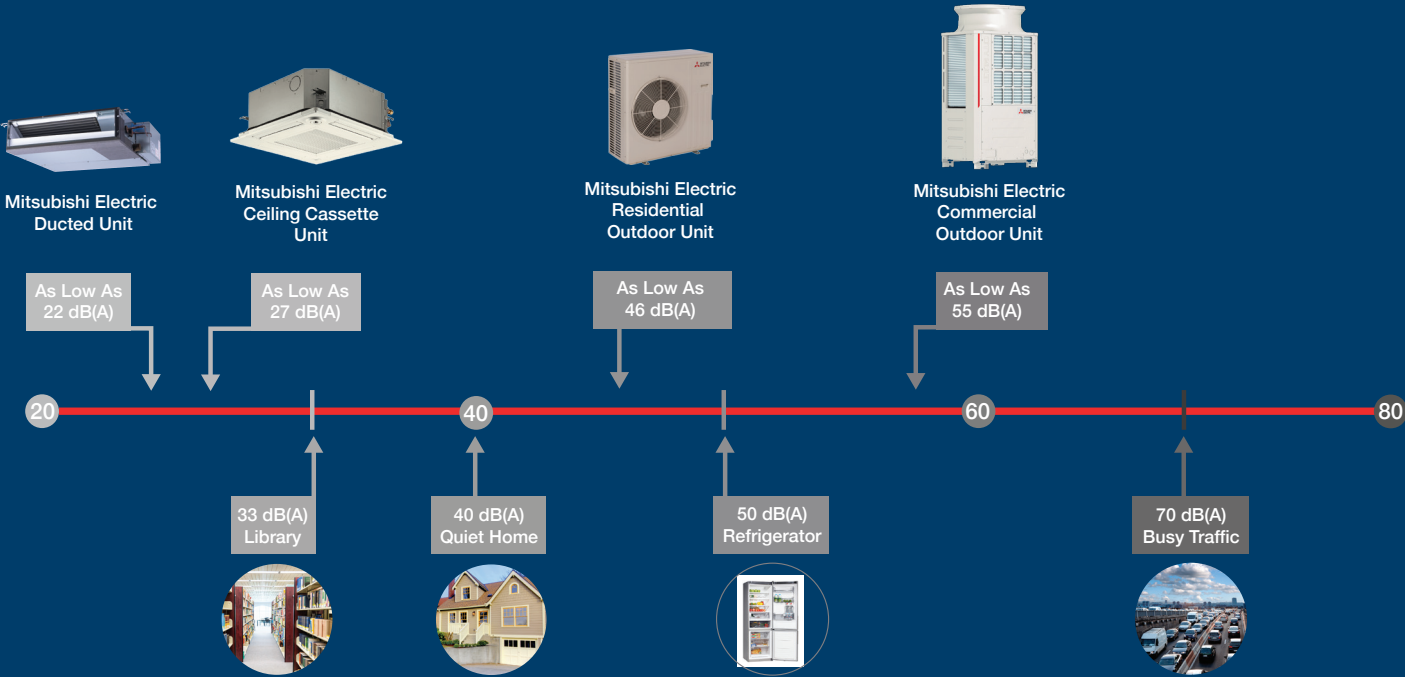 Mitsubishi Electric
Ducted Unit
Mitsubishi Electric
Ceiling Cassette
Unit
Mitsubishi Electric
Residential
Outdoor Unit
Mitsubishi Electric
Commercial
Outdoor Unit
As Low As
22 dB(A)
As Low As
27 dB(A)
As Low As
46 dB(A)
As Low As
55 dB(A)
20
40
60
80
33 dB(A)
Library
40 dB(A)
Quiet Home
50 dB(A)
Refrigerator
70 dB(A)
Busy Traffic